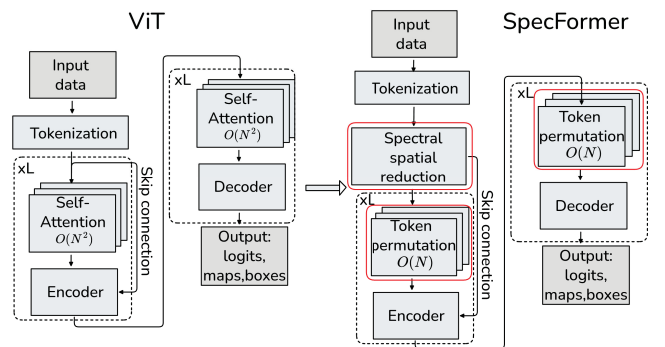 ViT
Input
data
Tokenization
xL
Self-
Attention
O(N²)
Skip connection
Encoder
xL
Self-
Attention
O(N²)
Decoder
Output:
logits,
maps,boxes
SpecFormer
Input
data
Tokenization
Spectral
spatial
reduction
xL
Token
permutation
O(N)
Skip connection
Encoder
xL
Token
permutation
O(N)
Decoder
Output:
logits,
maps,boxes